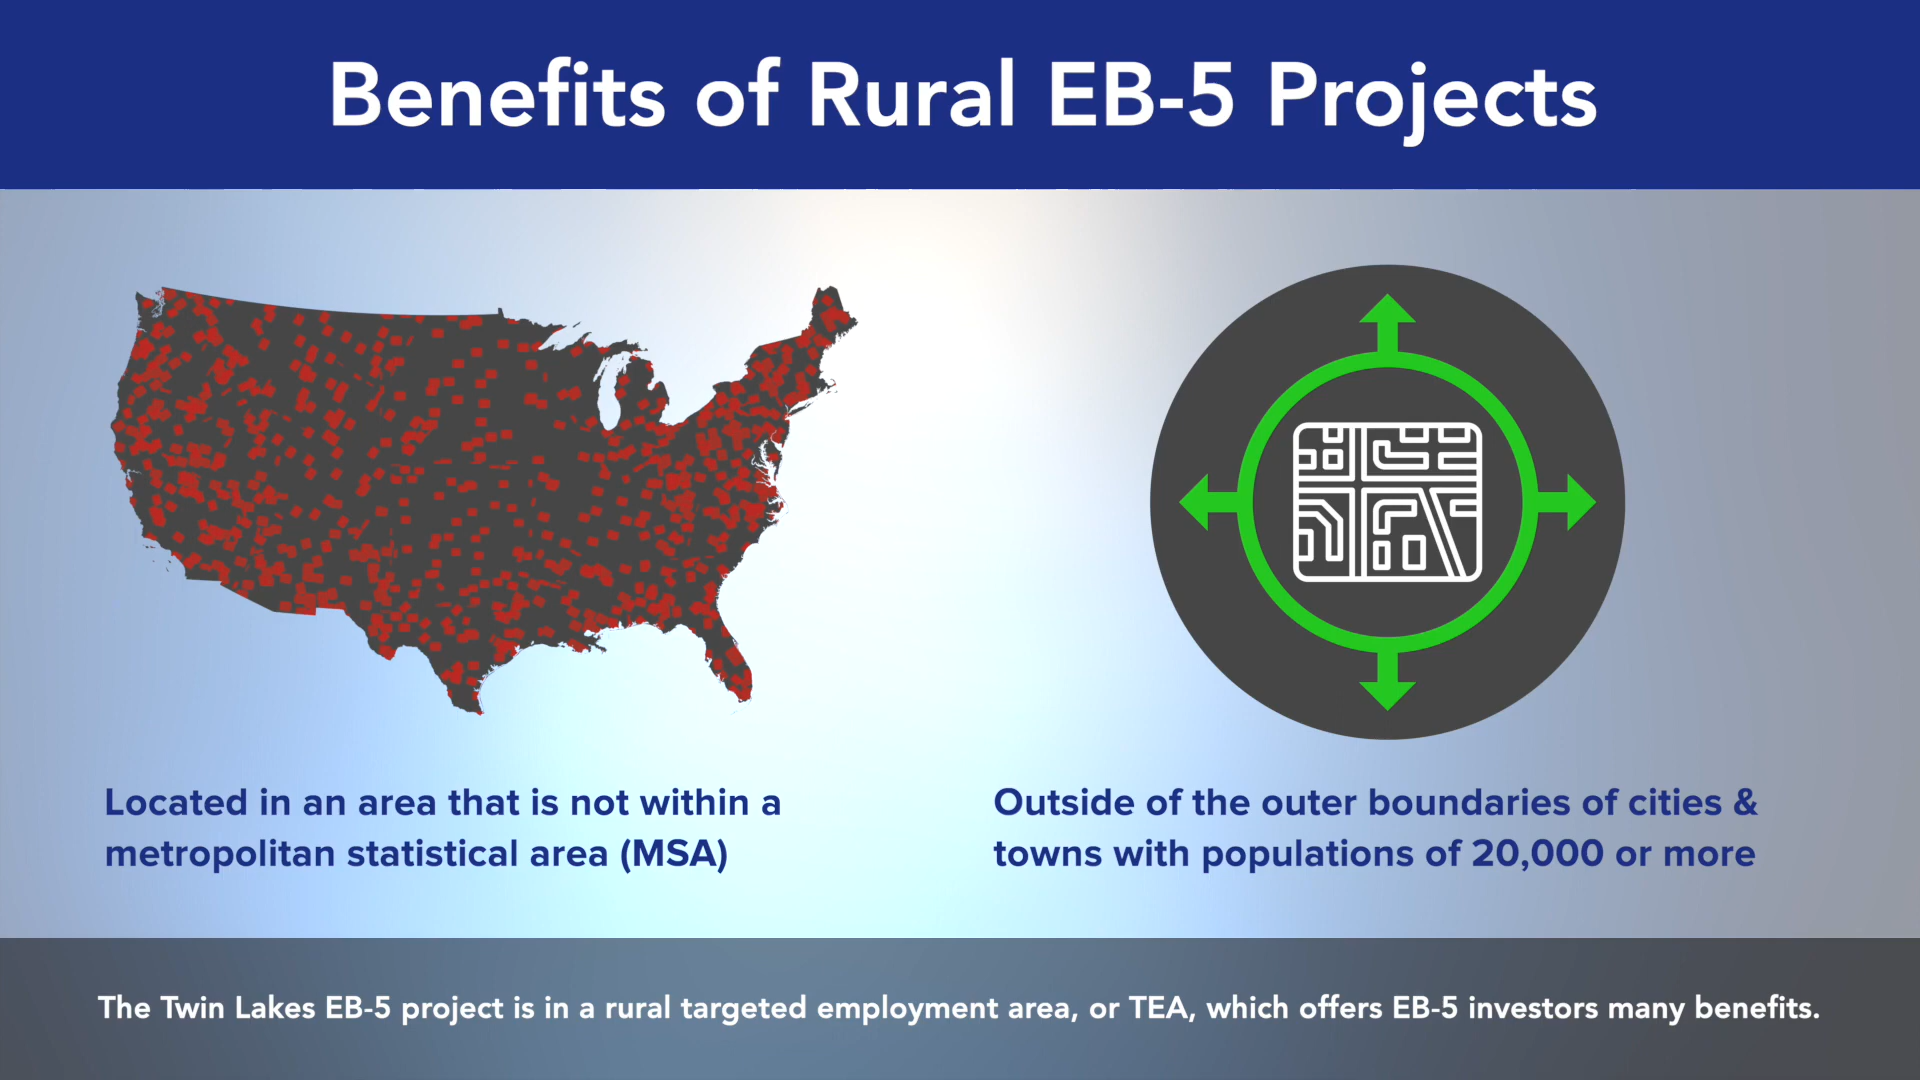 Benefits of Rural EB-5 Projects
Located in an area that is not within a
metropolitan statistical area (MSA)
Outside of the outer boundaries of cities &
towns with populations of 20,000 or more
The Twin Lakes EB-5 project is in a rural targeted employment area, or TEA, which offers EB-5 investors many benefits.